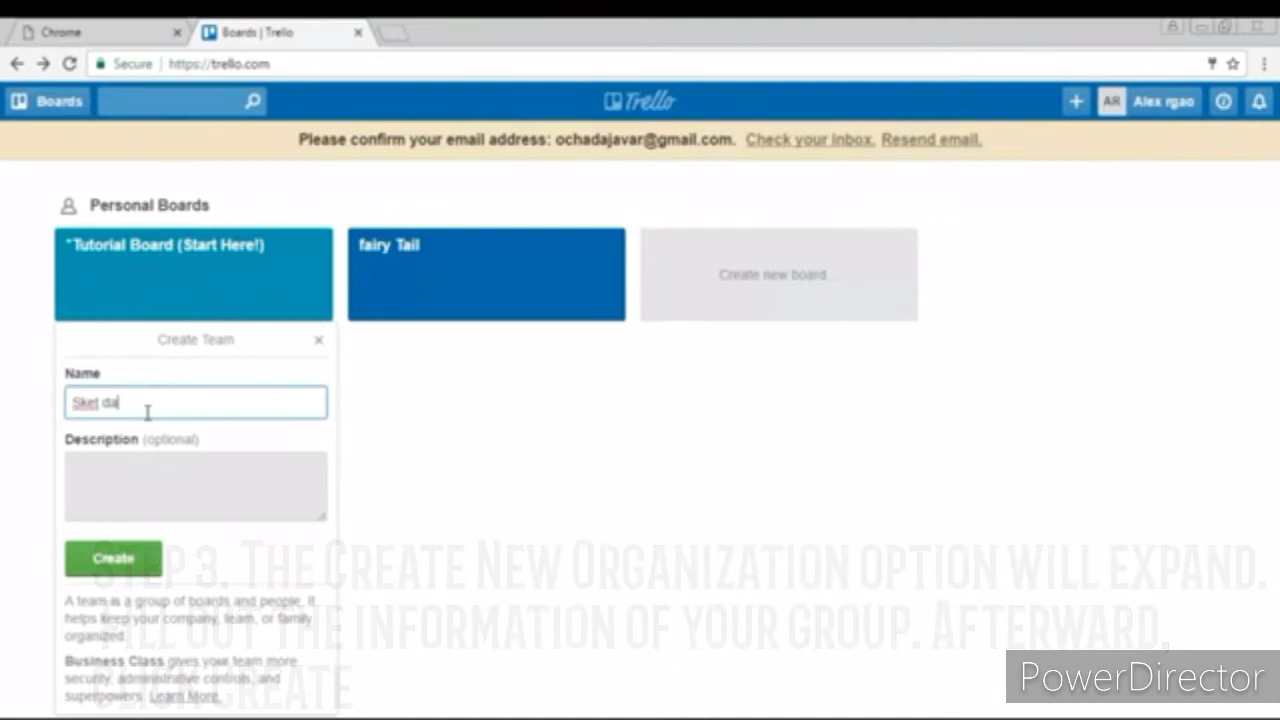 Chrome
Boards | Trello
Secure https://trello.com
Boards
Trello
AR Alex rgao
Please confirm your email address: ochadajavar@gmail.com. Check your inbox. Resend email.
Personal Boards
*Tutorial Board (Start Here!)
fairy Tail
Create new board...
Create Team
Name
Sket da
Description (optional)
Create
Step 3. The Create New Organization option will expand.
Fill out the information of your group. Afterward,
click Create
A team is a group of boards and people. It
helps keep your company, team, or family
organized.
Business Class gives your team more
security, administrative controls, and
superpowers. Learn More.
PowerDirector